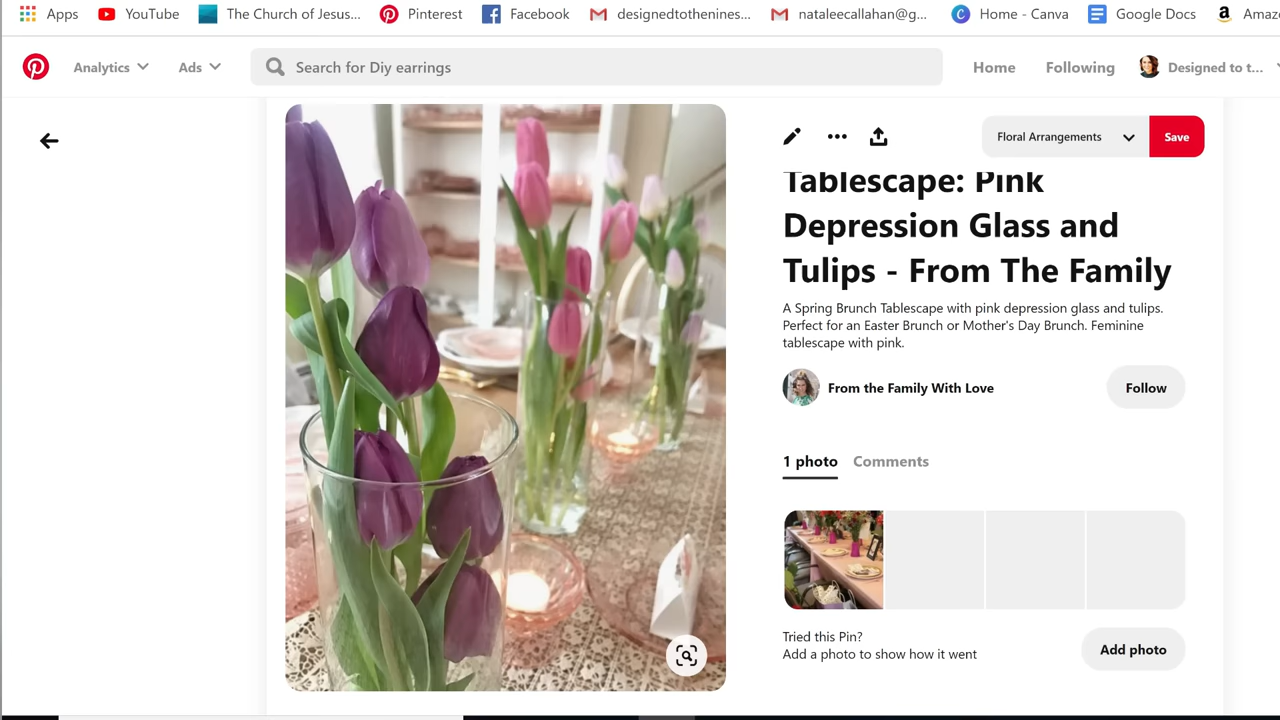 Apps YouTube The Church of Jesus... Pinterest Facebook designedtothenines... nataleecallahan@g... Home - Canva Google Docs Amazo
Analytics Ads Search for Diy earrings Home Following Designed to t...
Floral Arrangements Save
Tablescape: Pink
Depression Glass and
Tulips - From The Family
A Spring Brunch Tablescape with pink depression glass and tulips.
Perfect for an Easter Brunch or Mother's Day Brunch. Feminine
tablescape with pink.
From the Family With Love Follow
1 photo Comments
Tried this Pin?
Add a photo to show how it went
Add photo